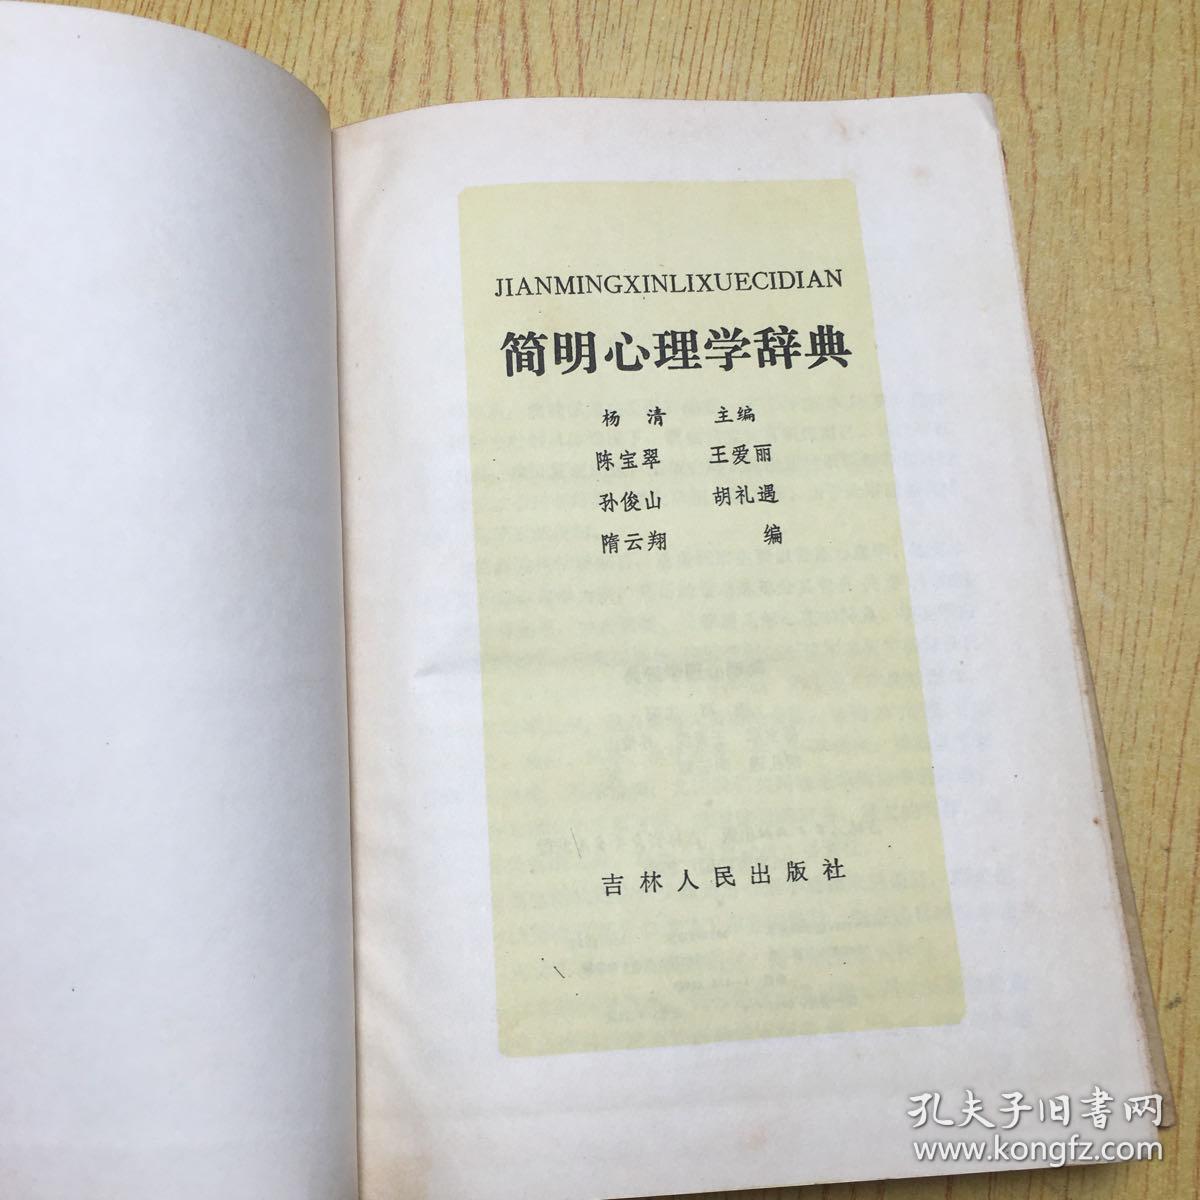 JIANMINGXINLIXUECIDIAN
简明心理学辞典
杨 清 主编
陈宝翠 王爱丽
孙俊山 胡礼遇
隋云翔 编
吉林人民出版社
孔夫子旧书网
www.kongfz.com